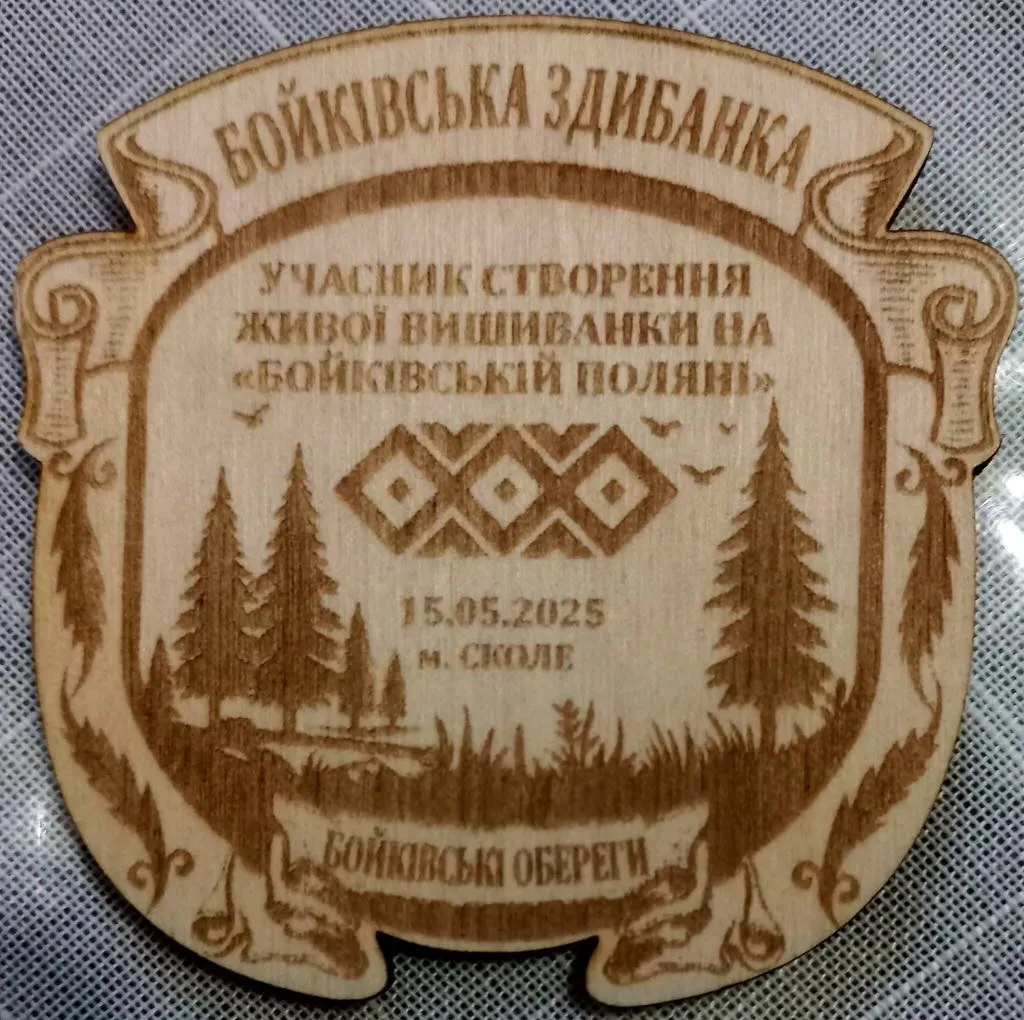 БОЙКІВСЬКА ЗДИБАНКА
УЧАСНИК СТВОРЕННЯ
ЖИВОЇ ВИШИВАНКИ НА
«БОЙКІВСЬКІЙ ПОЛЯНІ»
15.05.2025
м. СКОЛЕ
БОЙКІВСЬКІ ОБЕРЕГИ